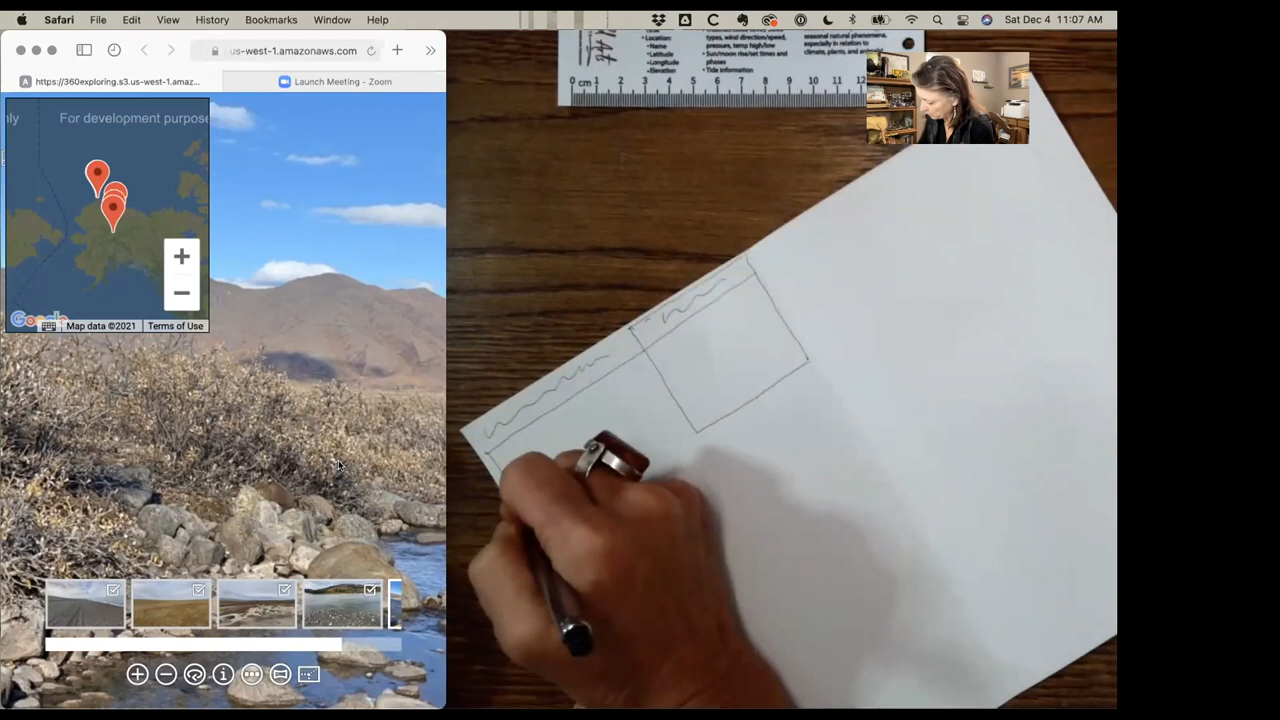 Safari File Edit View History Bookmarks Window Help Sat Dec 4 11:07 AM
us-west-1.amazonaws.com
https://360exploring.s3.us-west-1.amaz... Launch Meeting - Zoom
For development purpose
Google
Map data ©2021 Terms of Use
• Location:
- Name
- Latitude
- Longitude
- Elevation
types, wind direction/speed,
pressure, temp high/low
• Sun/moon rise/set times and
phases
• Tide information
seasonal phenomena,
especially in relation to
climate, plants, and
0 cm 1 2 3 4 5 6 7 8 9 10 11 12